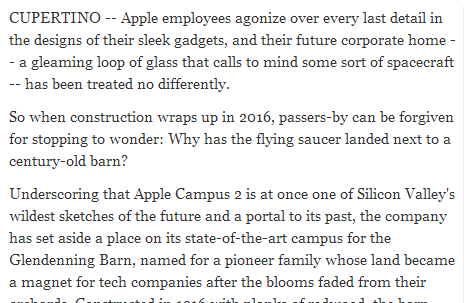 CUPERTINO -- Apple employees agonize over every last detail in
the designs of their sleek gadgets, and their future corporate home -
- a gleaming loop of glass that calls to mind some sort of spacecraft
-- has been treated no differently.
So when construction wraps up in 2016, passers-by can be forgiven
for stopping to wonder: Why has the flying saucer landed next to a
century-old barn?
Underscoring that Apple Campus 2 is at once one of Silicon Valley's
wildest sketches of the future and a portal to its past, the company
has set aside a place on its state-of-the-art campus for the
Glendenning Barn, named for a pioneer family whose land became
a magnet for tech companies after the blooms faded from their
orchards. Constructed in 1916 with planks of redwood, the barn